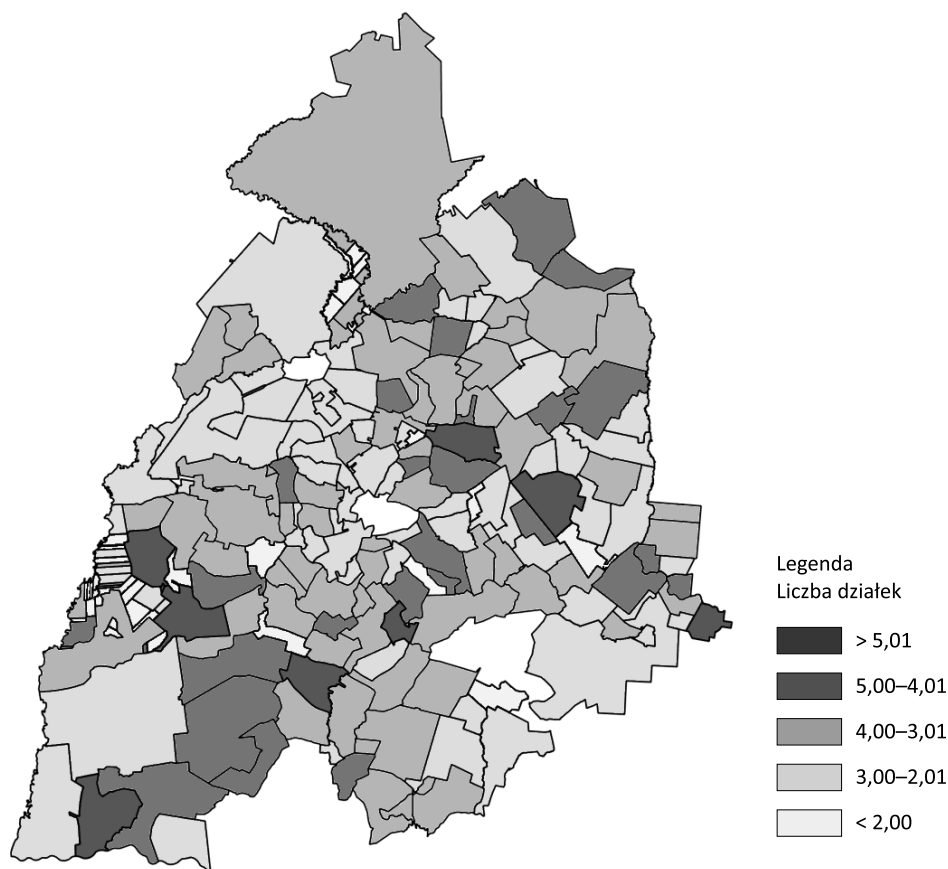 Legenda
Liczba działek
> 5,01
5,00–4,01
4,00–3,01
3,00–2,01
< 2,00